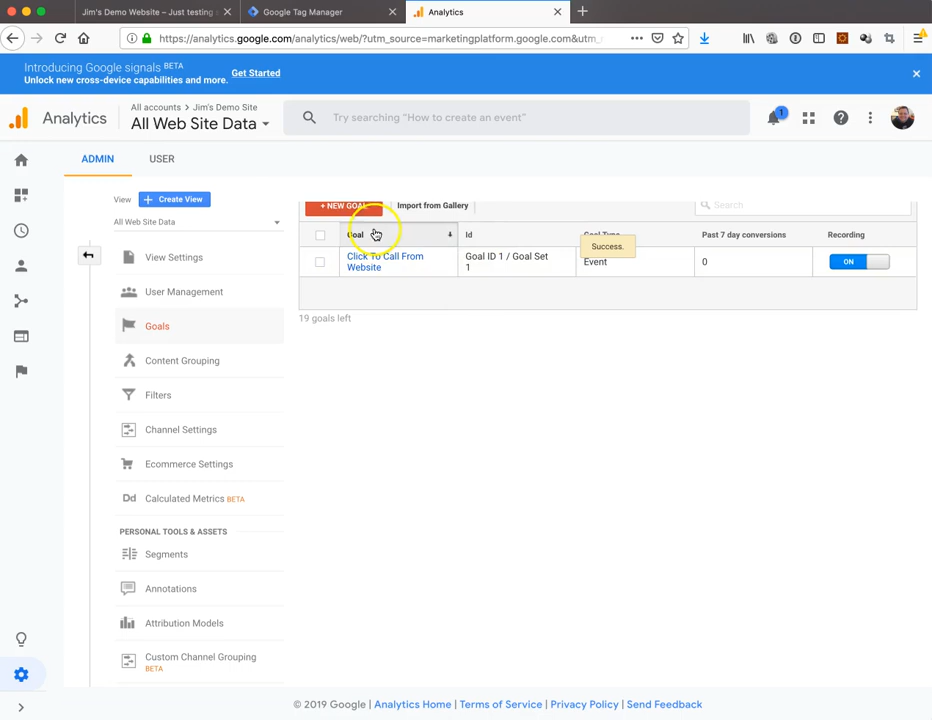 Jim's Demo Website – Just testing
Google Tag Manager
Analytics
https://analytics.google.com/analytics/web/?utm_source=marketingplatform.google.com&utm_
Introducing Google signals BETA
Unlock new cross-device capabilities and more.
Get Started
Analytics
All accounts > Jim's Demo Site
All Web Site Data
Try searching "How to create an event"
1
ADMIN
USER
View
+ Create View
All Web Site Data
View Settings
User Management
Goals
Content Grouping
Filters
Channel Settings
Ecommerce Settings
Dd Calculated Metrics BETA
PERSONAL TOOLS & ASSETS
Segments
Annotations
Attribution Models
Custom Channel Grouping
BETA
+ NEW GOAL
Import from Gallery
Search
Goal
Id
Goal Type
Past 7 day conversions
Recording
Success.
Click To Call From
Website
Goal ID 1 / Goal Set
1
Event
0
ON
19 goals left
© 2019 Google | Analytics Home | Terms of Service | Privacy Policy | Send Feedback